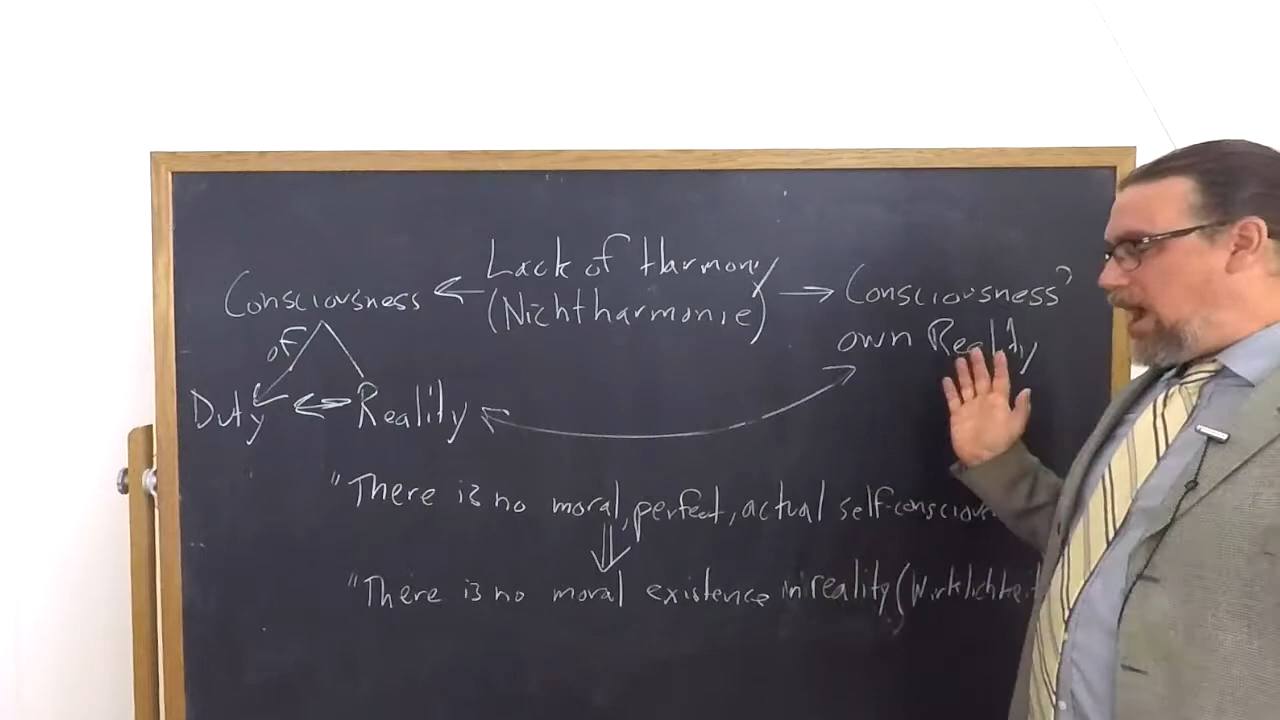 Lack of Harmony
(Nichtharmonie)
Consciousness
Consciousness'
own Reality
of
Duty
Reality
"There is no moral, perfect, actual
"There is no moral existence in reality (